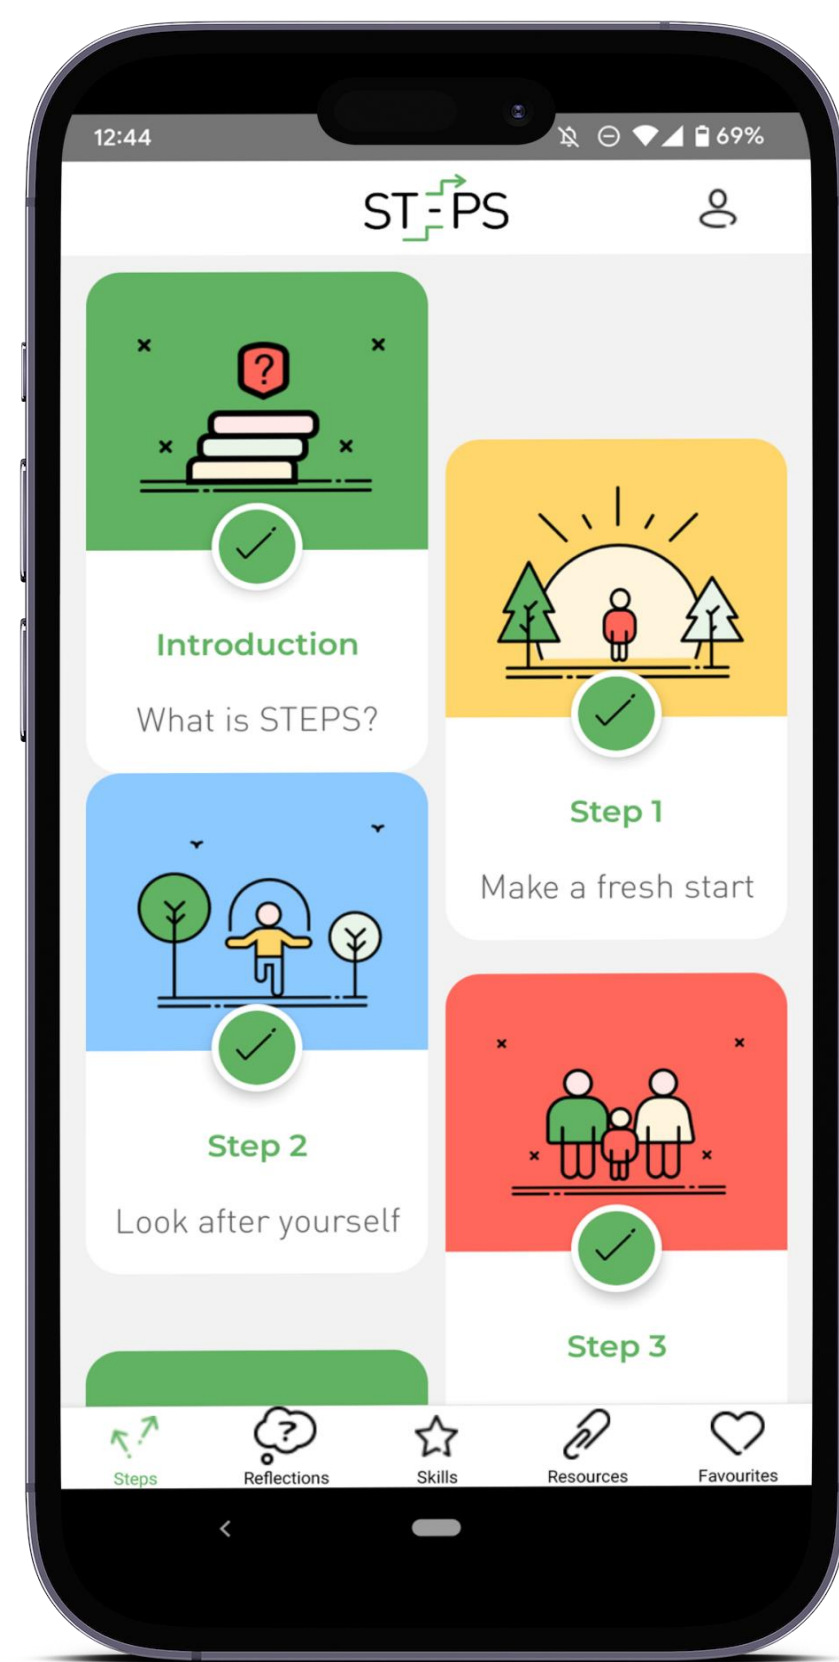 12:44
69%
STEPS
?
Introduction
What is STEPS?
Step 1
Make a fresh start
Step 2
Look after yourself
Step 3
?
Steps
Reflections
Skills
Resources
Favourites